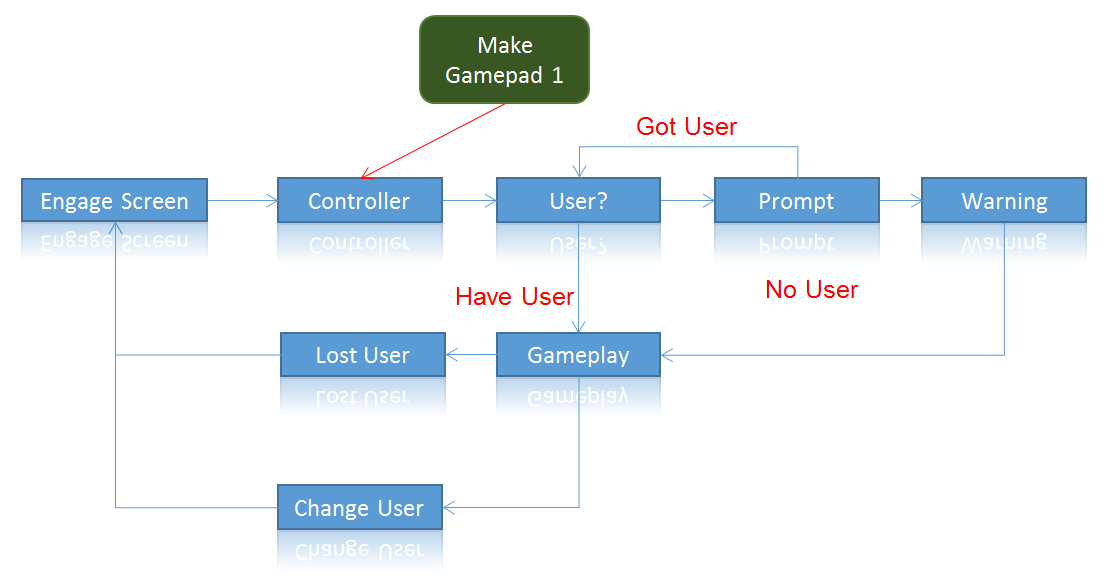 Make
Gamepad 1
Got User
Engage Screen
Controller
User?
Prompt
Warning
Have User
No User
Lost User
Gameplay
Change User